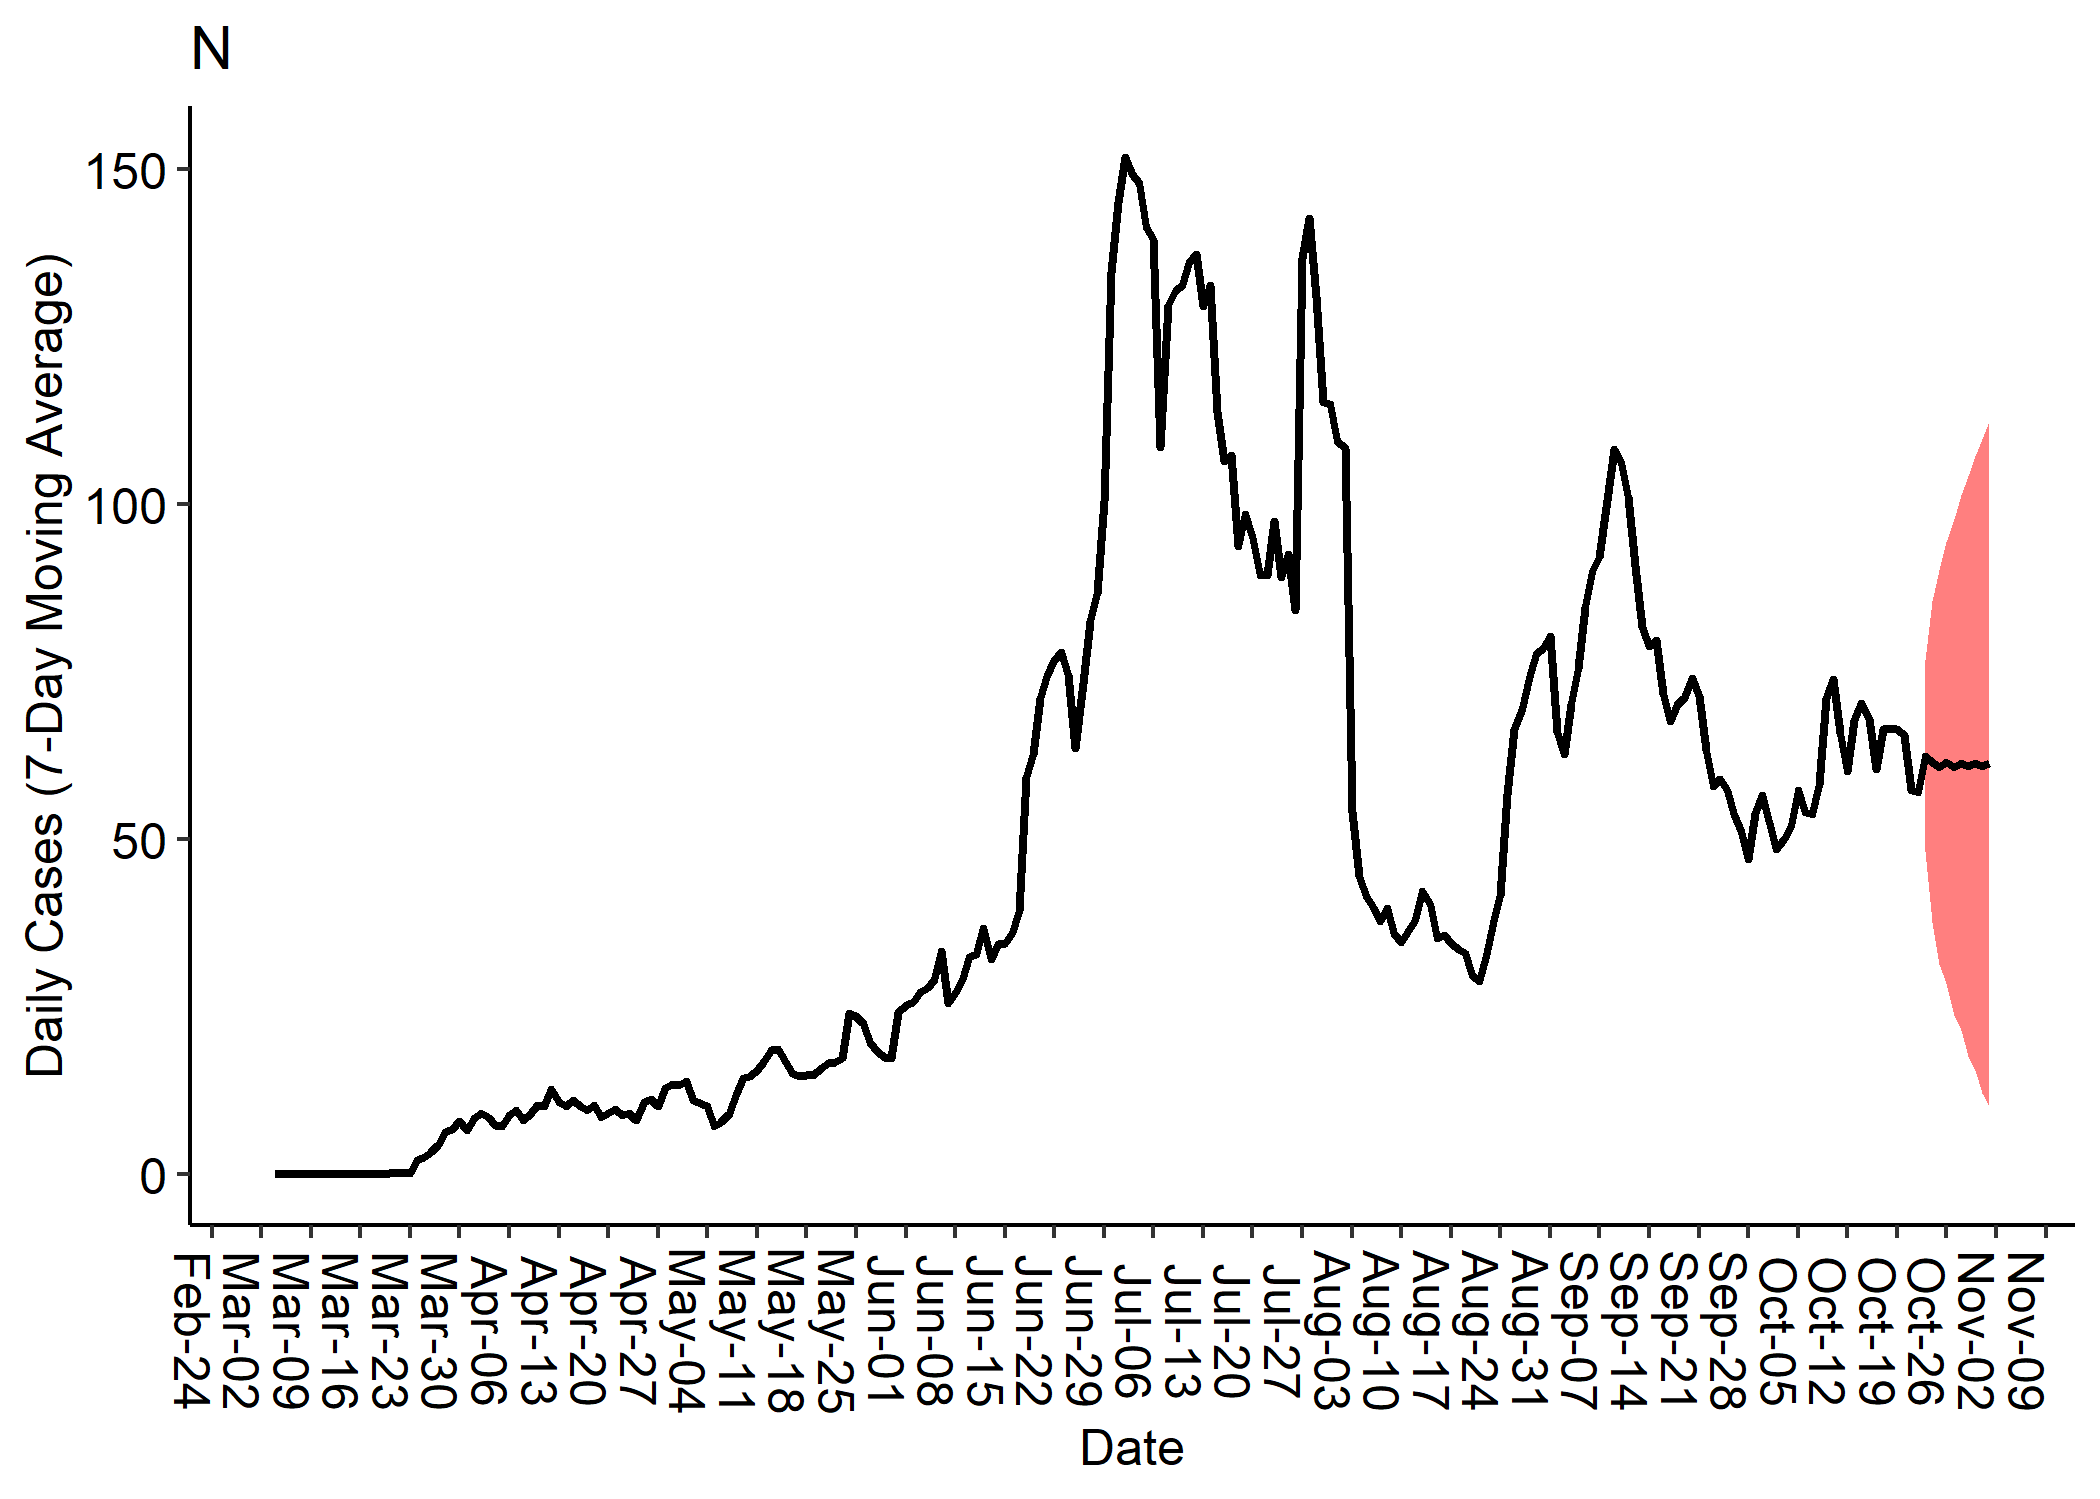 N
Daily Cases (7-Day Moving Average)
150
100
50
0
Feb-24
Mar-02
Mar-09
Mar-16
Mar-23
Mar-30
Apr-06
Apr-13
Apr-20
Apr-27
May-04
May-11
May-18
May-25
Jun-01
Jun-08
Jun-15
Jun-22
Jun-29
Jul-06
Jul-13
Jul-20
Jul-27
Aug-03
Aug-10
Aug-17
Aug-24
Aug-31
Sep-07
Sep-14
Sep-21
Sep-28
Oct-05
Oct-12
Oct-19
Oct-26
Nov-02
Nov-09
Date